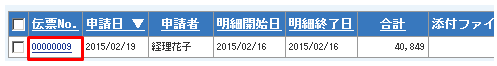 伝票No. 申請日 ▼ 申請者 明細開始日 明細終了日 合計 添付ファイ
00000009 2015/02/19 経理花子 2015/02/16 2015/02/16 40,849